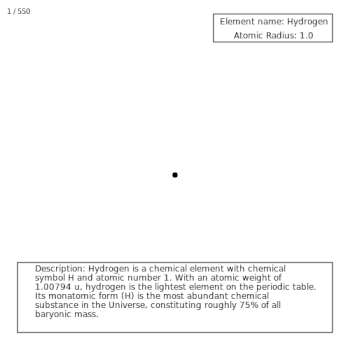 1 / 550
Element name: Hydrogen
Atomic Radius: 1.0
Description: Hydrogen is a chemical element with chemical
symbol H and atomic number 1. With an atomic weight of
1.00794 u, hydrogen is the lightest element on the periodic table.
Its monatomic form (H) is the most abundant chemical
substance in the Universe, constituting roughly 75% of all
baryonic mass.